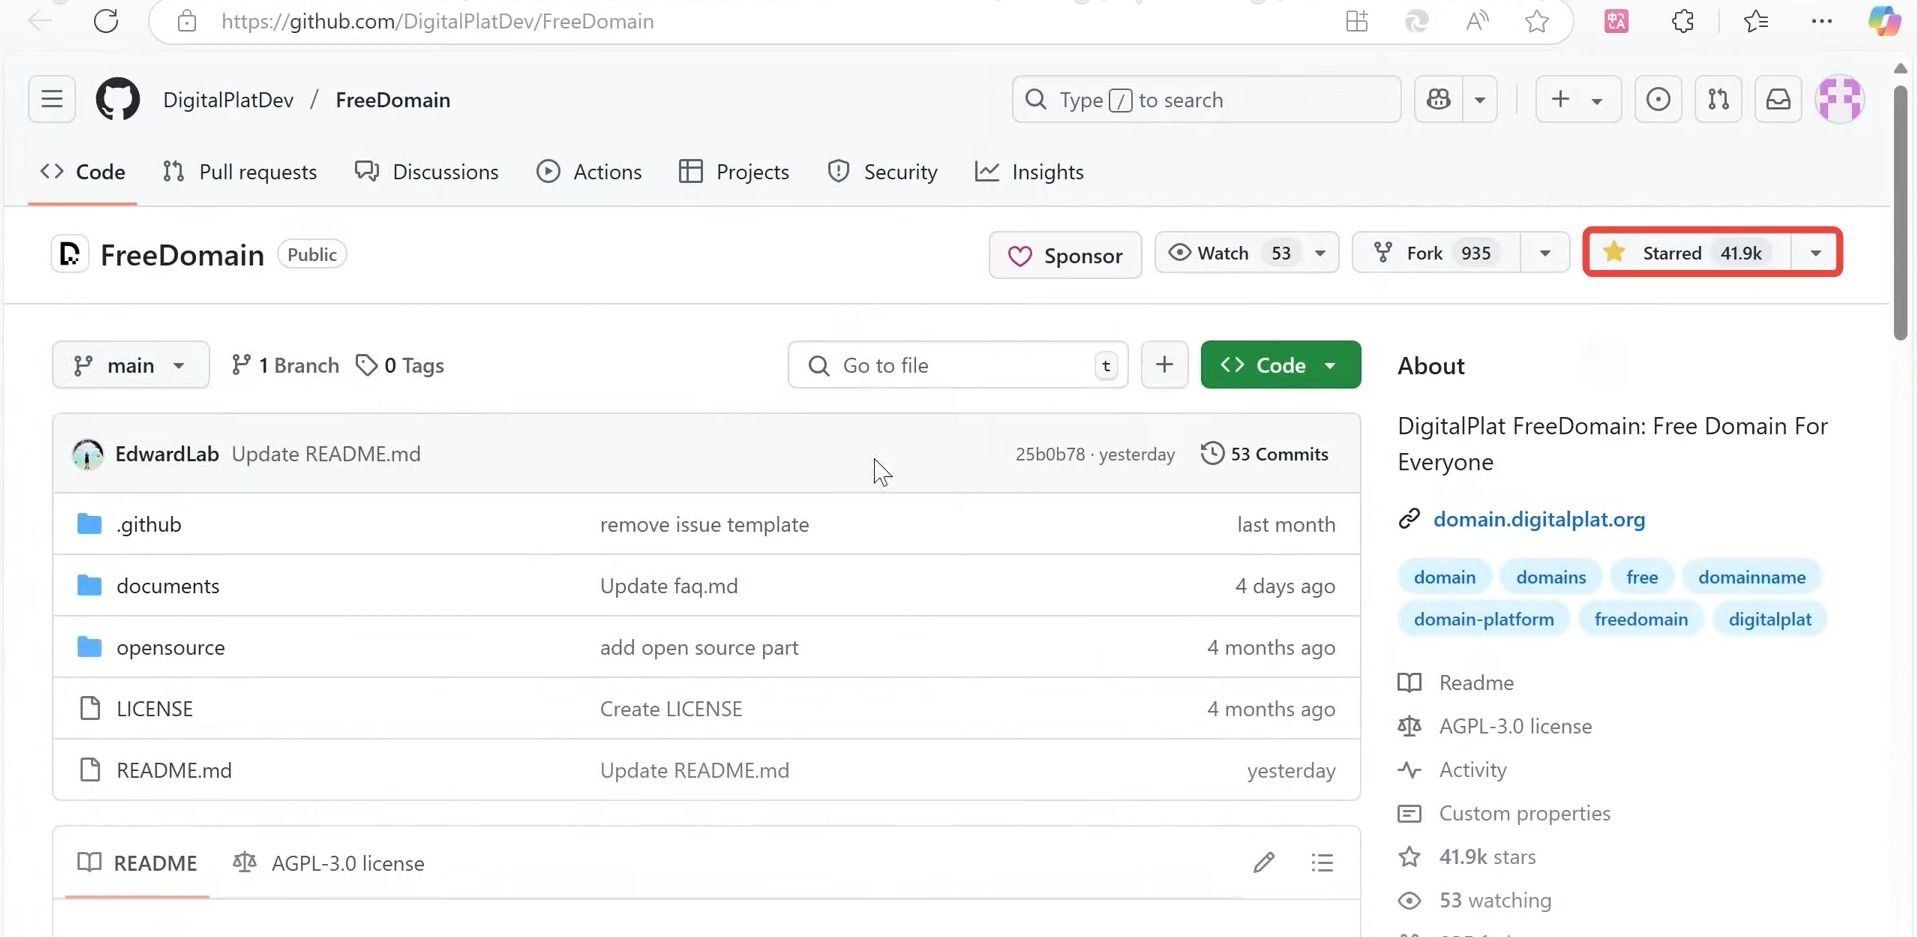 https://github.com/DigitalPlatDev/FreeDomain
DigitalPlatDev / FreeDomain
Type / to search
Code
Pull requests
Discussions
Actions
Projects
Security
Insights
FreeDomain Public
Sponsor
Watch 53
Fork 935
Starred 41.9k
main
1 Branch
0 Tags
Go to file t
Code
EdwardLab Update README.md 25b0b78 · yesterday 53 Commits
.github remove issue template last month
documents Update faq.md 4 days ago
opensource add open source part 4 months ago
LICENSE Create LICENSE 4 months ago
README.md Update README.md yesterday
README
AGPL-3.0 license
About
DigitalPlat FreeDomain: Free Domain For
Everyone
domain.digitalplat.org
domain domains free domainname
domain-platform freedomain digitalplat
Readme
AGPL-3.0 license
Activity
Custom properties
41.9k stars
53 watching